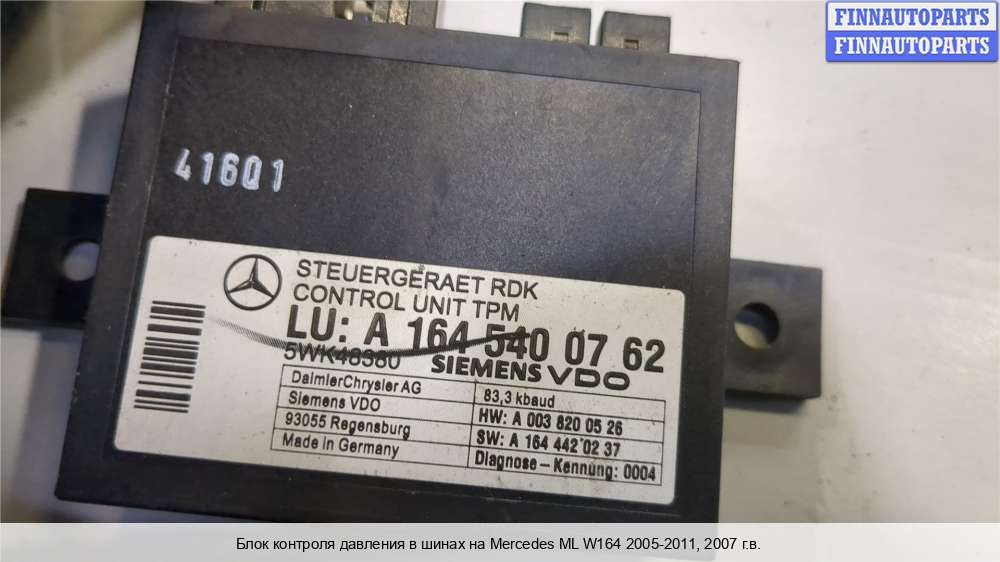 FINNAUTOPARTS
FINNAUTOPARTS
41601
STEUERGERAET RDK
CONTROL UNIT TPM
LU: A 164 540 07 62
5WK48380
SIEMENS VDO
DaimlerChrysler AG
Siemens VDO
93055 Regensburg
Made in Germany
83,3 kbaud
HW: A 003 820 05 26
SW: A 164 442 02 37
Diagnose - Kennung: 0004
Блок контроля давления в шинах на Mercedes ML W164 2005-2011, 2007 г.в.